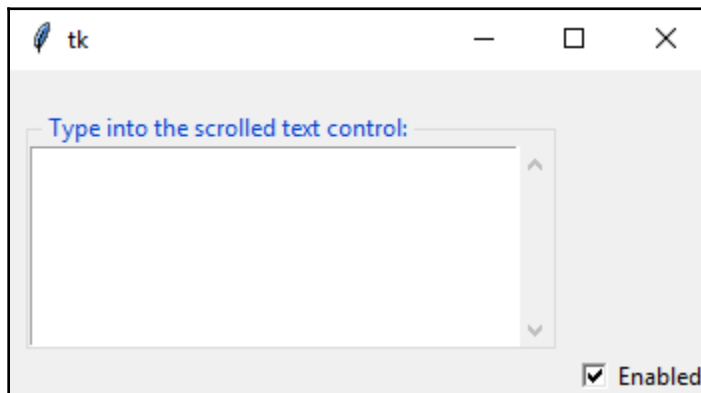 tk
Type into the scrolled text control:
Enabled